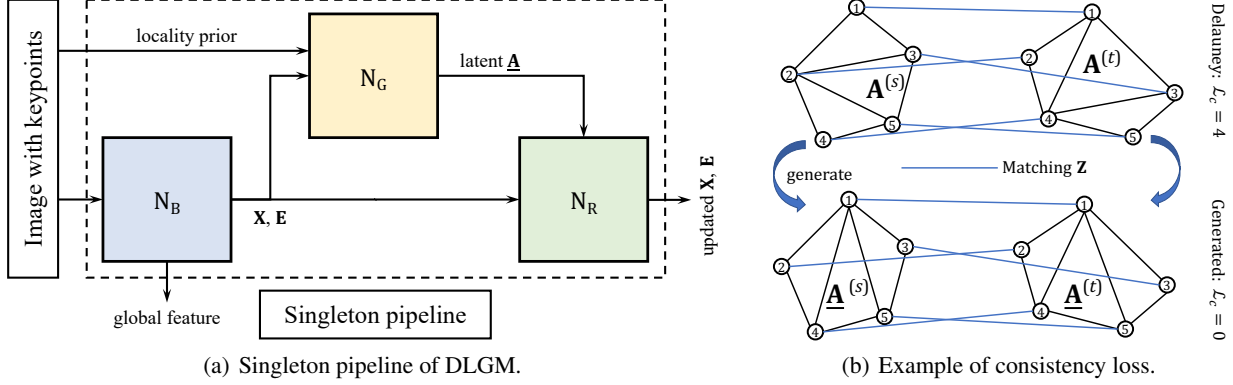 Image with keypoints
locality prior
N_G
latent A
N_B
X, E
N_R
updated X, E
global feature
Singleton pipeline
(a) Singleton pipeline of DLGM.
1
2
3
4
5
A^(s)
1
2
3
4
5
A^(t)
Delauney: ℒ_c = 4
generate
Matching Z
1
2
3
4
5
A^(s)
1
2
3
4
5
A^(t)
Generated: ℒ_c = 0
(b) Example of consistency loss.